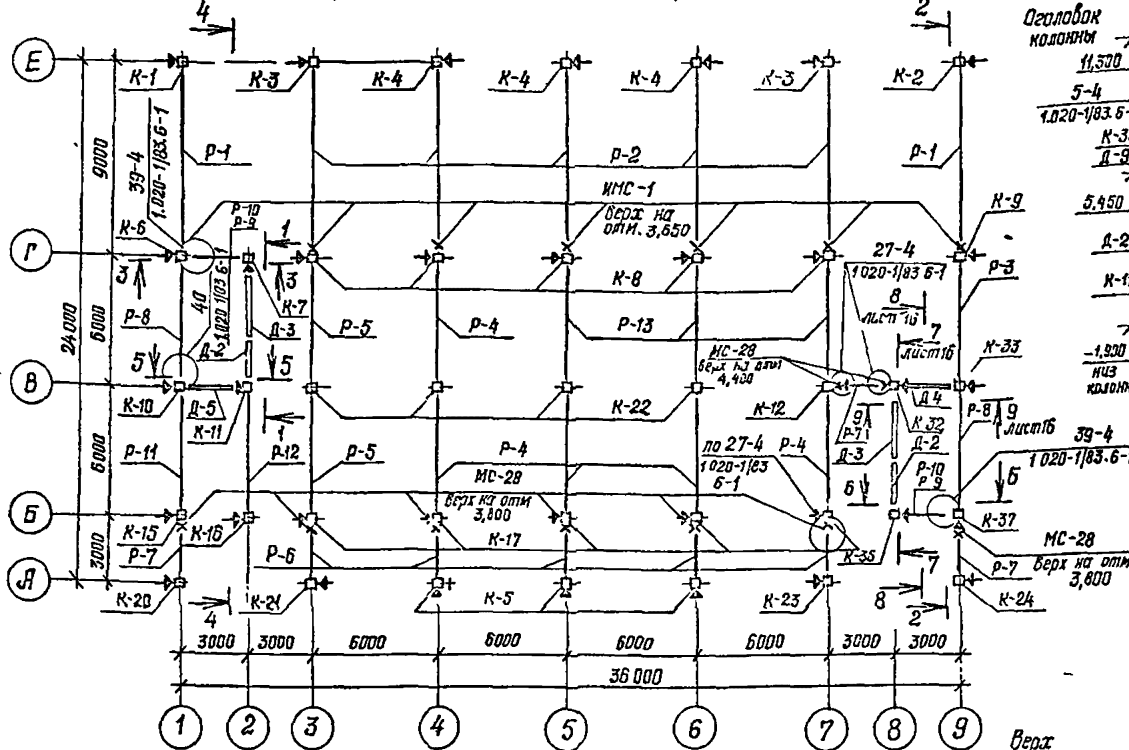 4
2
Оголовок
колонны
Е
К-1
К-3
К-4
К-4
К-4
К-3
К-2
11,300
5-4
1.020-1/83.6-
К-3
Д-9
39-4
1.020-1/83.6-1
Р-1
Р-2
Р-1
9000
ИМС-1
верх на
отм. 3,650
Р-10
Р-9
К-6
К-9
5,450
Г
1
3
3
К-7
К-8
27-4
1.020-1/83 6-1
Р-3
Д-2
40
1.020-1/83 6-1
8
лист 16
К-1
Р-8
Д-2
Д-3
Р-5
Р-4
Р-13
7
лист 16
24 000
6000
5
5
МС-28
верх на отм
4,400
К-33
-1,900
низ
В
К-10
Д-5
К-11
1
К-22
К-12
9
Р-7
Д-3
Д4
К-32
Р-8
9
лист 16
6000
Р-11
Р-12
Р-5
Р-4
МС-28
по 27-4
1 020-1/83
6-1
Р-4
Д-2
Р-10
Р-9
39-4
1 020-1/83.6-
верх на отм
3,800
6
6
Б
К-15
К-16
К-17
К-37
3000
Р-7
Р-6
К-35
7
МС-28
верх на отм
3,800
Р-7
А
К-20
4
К-21
К-5
К-23
8
2
К-24
3000
3000
6000
6000
6000
6000
3000
3000
36 000
1
2
3
4
5
6
7
8
9
Верх